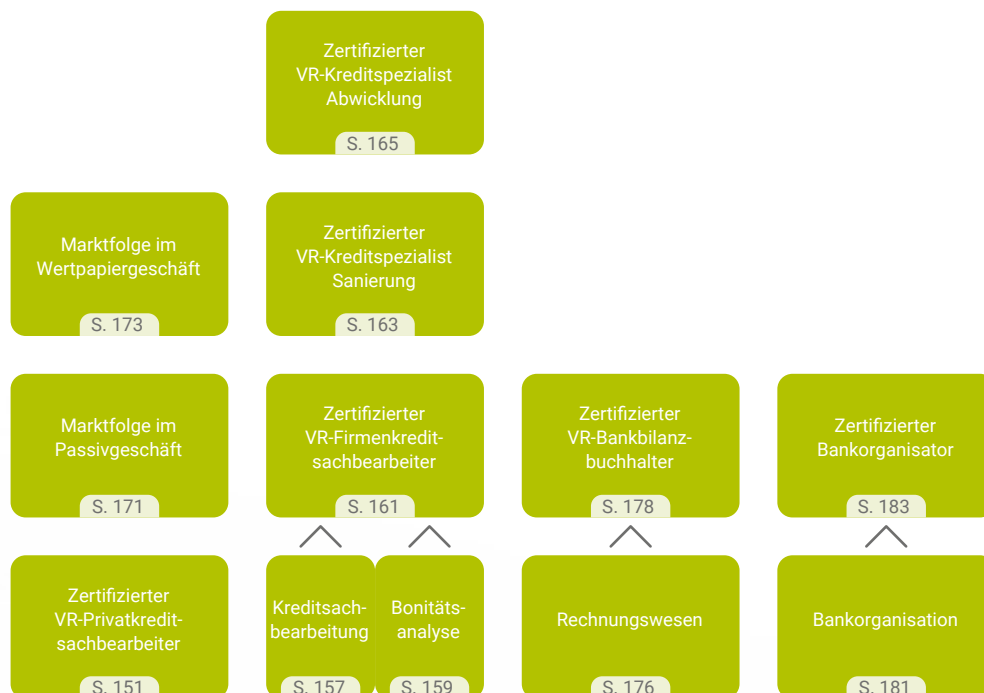 Zertifizierter
VR-Kreditspezialist
Abwicklung
S. 165
Marktfolge im
Wertpapiergeschäft
S. 173
Zertifizierter
VR-Kreditspezialist
Sanierung
S. 163
Marktfolge im
Passivgeschäft
S. 171
Zertifizierter
VR-Firmenkredit-
sachbearbeiter
S. 161
Zertifizierter
VR-Bankbilanz-
buchhalter
S. 178
Zertifizierter
Bankorganisator
S. 183
Zertifizierter
VR-Privatkredit-
sachbearbeiter
S. 151
Kreditsach-
bearbeitung
S. 157
Bonitäts-
analyse
S. 159
Rechnungswesen
S. 176
Bankorganisation
S. 181